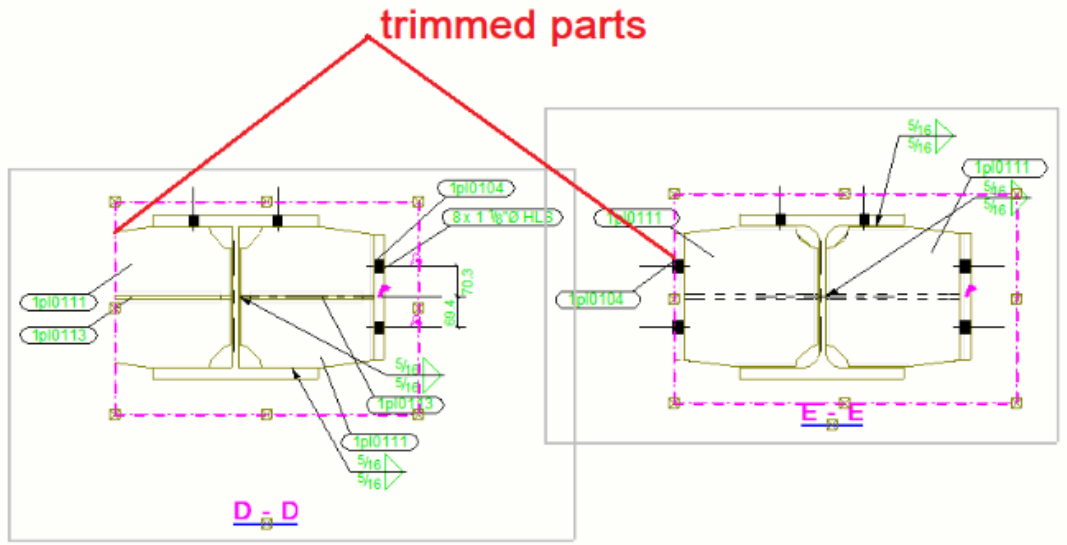 trimmed parts
1pl0104
8 x 1 1/8"Ø HLS
1pl0111
1pl0113
70.3
69.4
5/16
5/16
1pl0113
1pl0111
5/16
5/16
D - D
5/16
5/16
1pl0111
5/16
5/16
1pl0111
1pl0104
E - E